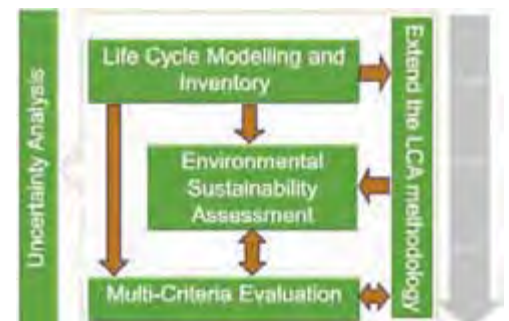 Uncertainty Analysis
Life Cycle Modelling and
Inventory
Environmental
Sustainability
Assessment
Multi-Criteria Evaluation
Extend the LCA methodology